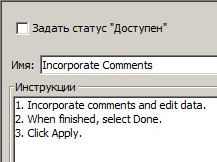 Задать статус "Доступен"
Имя: Incorporate Comments
Инструкции
1. Incorporate comments and edit data.
2. When finished, select Done.
3. Click Apply.